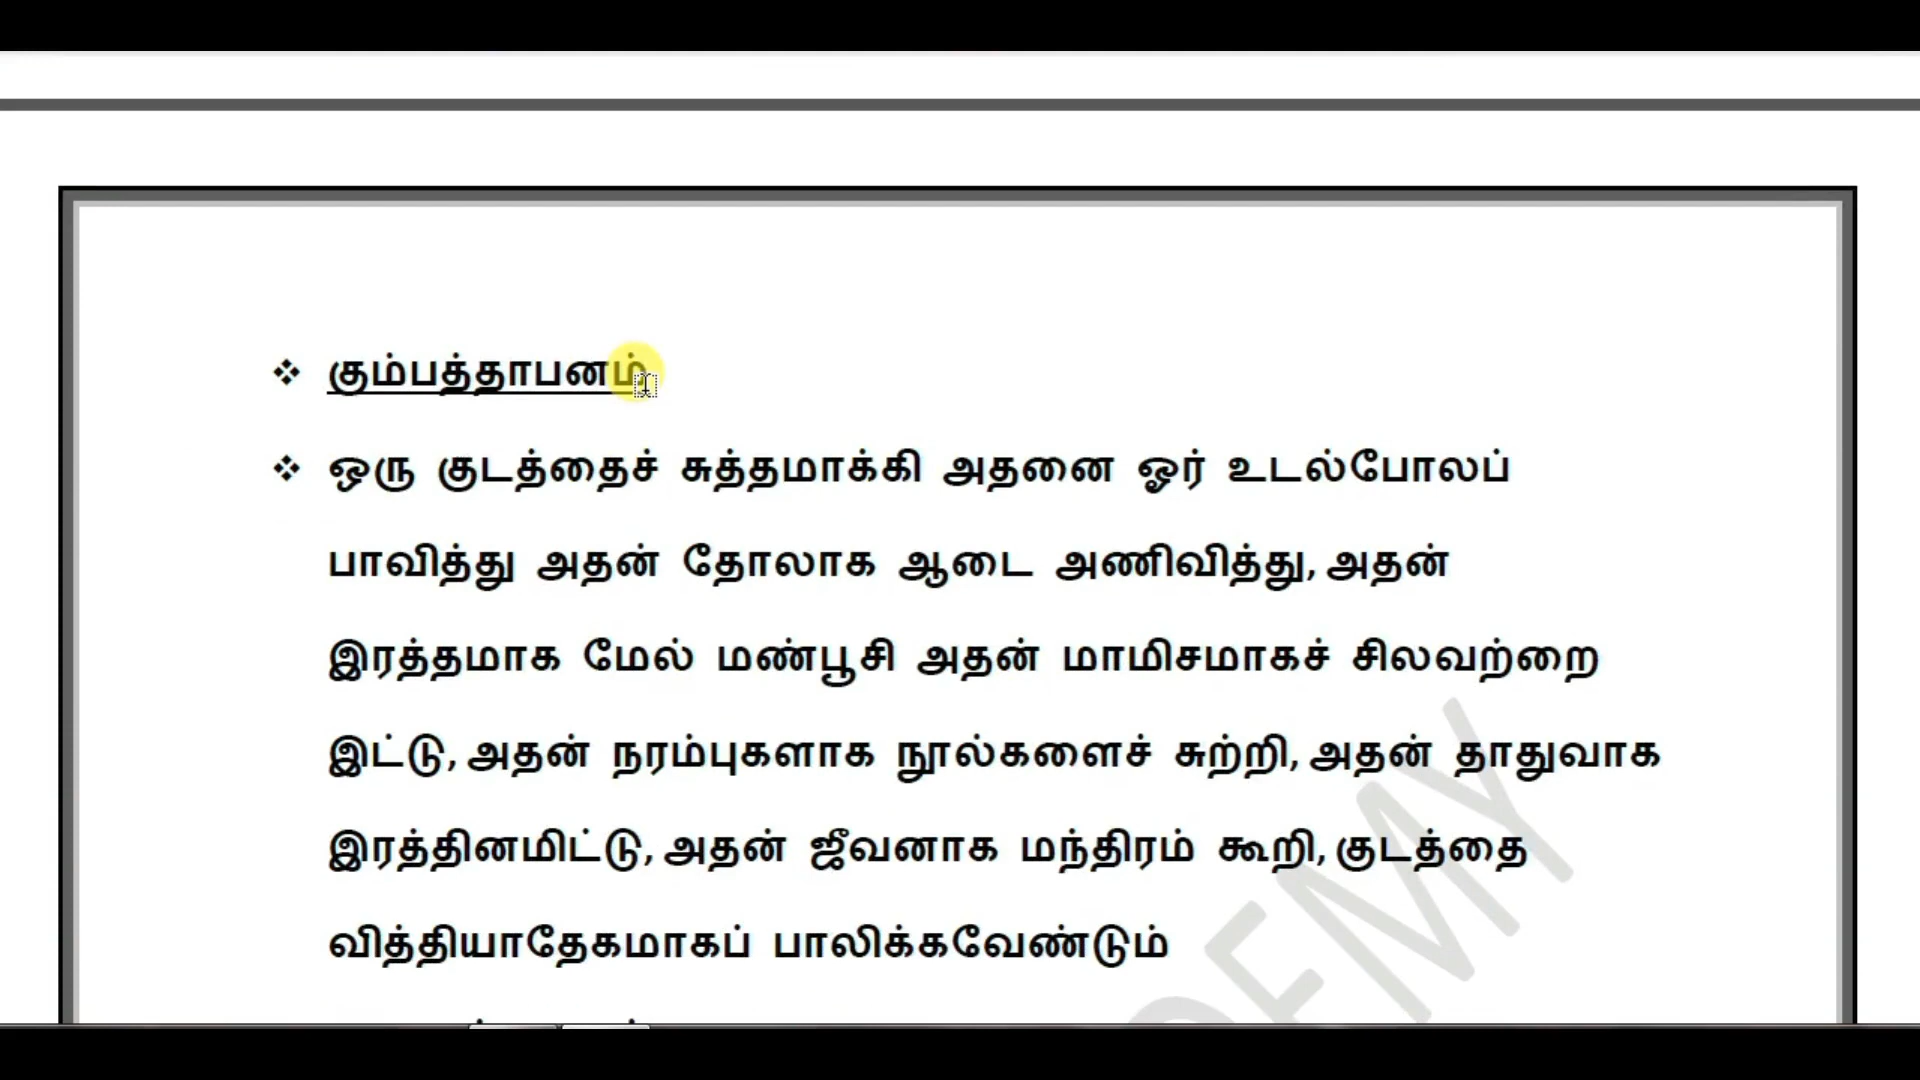 கும்பத்தாபனம்
ஒரு குடத்தைச் சுத்தமாக்கி அதனை ஓர் உடல்போலப்
பாவித்து அதன் தோலாக ஆடை அணிவித்து, அதன்
இரத்தமாக மேல் மண்பூசி அதன் மாமிசமாகச் சிலவற்றை
இட்டு, அதன் நரம்புகளாக நூல்களைச் சுற்றி, அதன் தாதுவாக
இரத்தினமிட்டு, அதன் ஜீவனாக மந்திரம் கூறி, குடத்தை
வித்தியாதேகமாகப் பாலிக்கவேண்டும்
DEMY